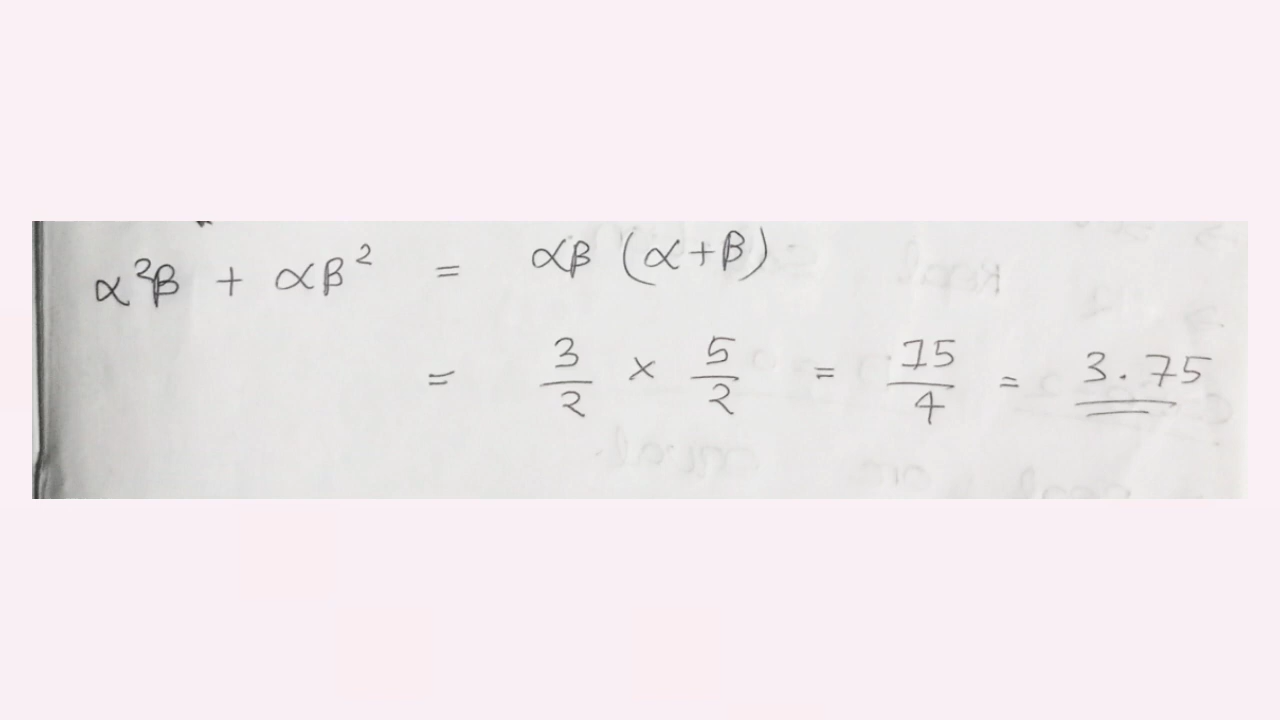 α²β + αβ² = αβ (α+β)
= 3/2 × 5/2 = 15/4 = 3.75